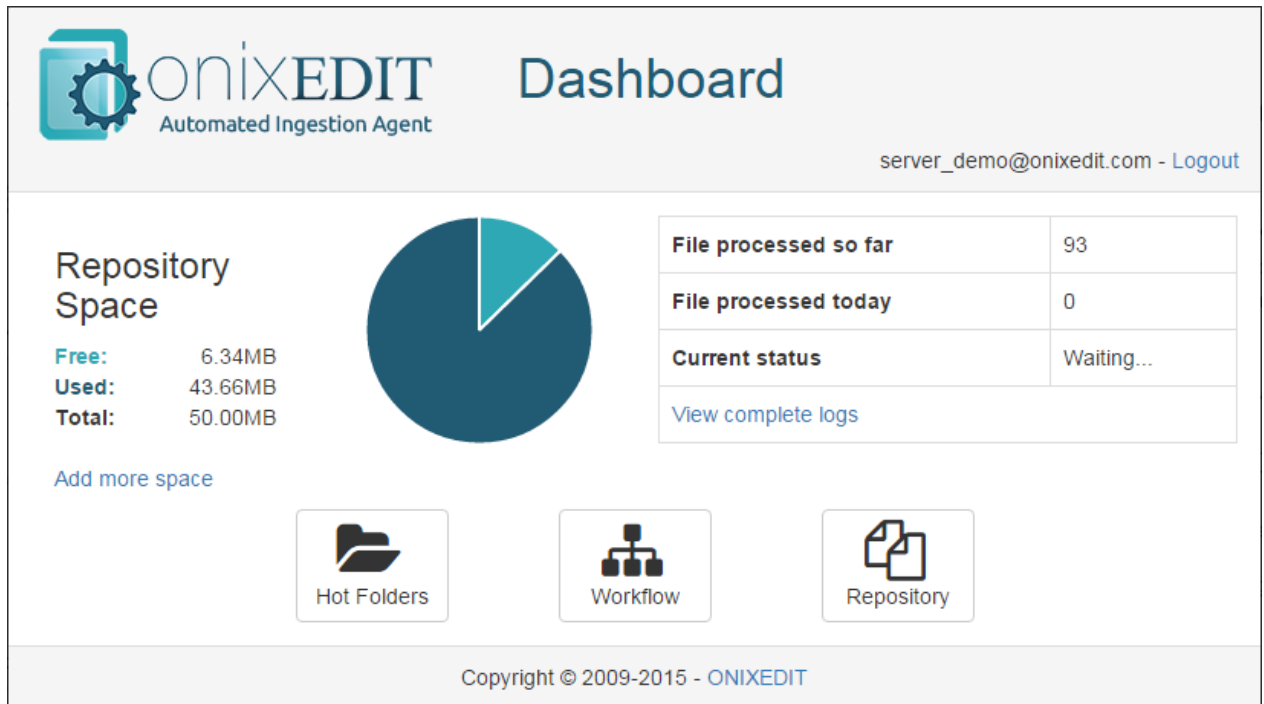 onixEDIT
Automated Ingestion Agent
Dashboard
server_demo@onixedit.com - Logout
Repository
Space
Free: 6.34MB
Used: 43.66MB
Total: 50.00MB
Add more space
File processed so far 93
File processed today 0
Current status Waiting...
View complete logs
Hot Folders
Workflow
Repository
Copyright © 2009-2015 - ONIXEDIT